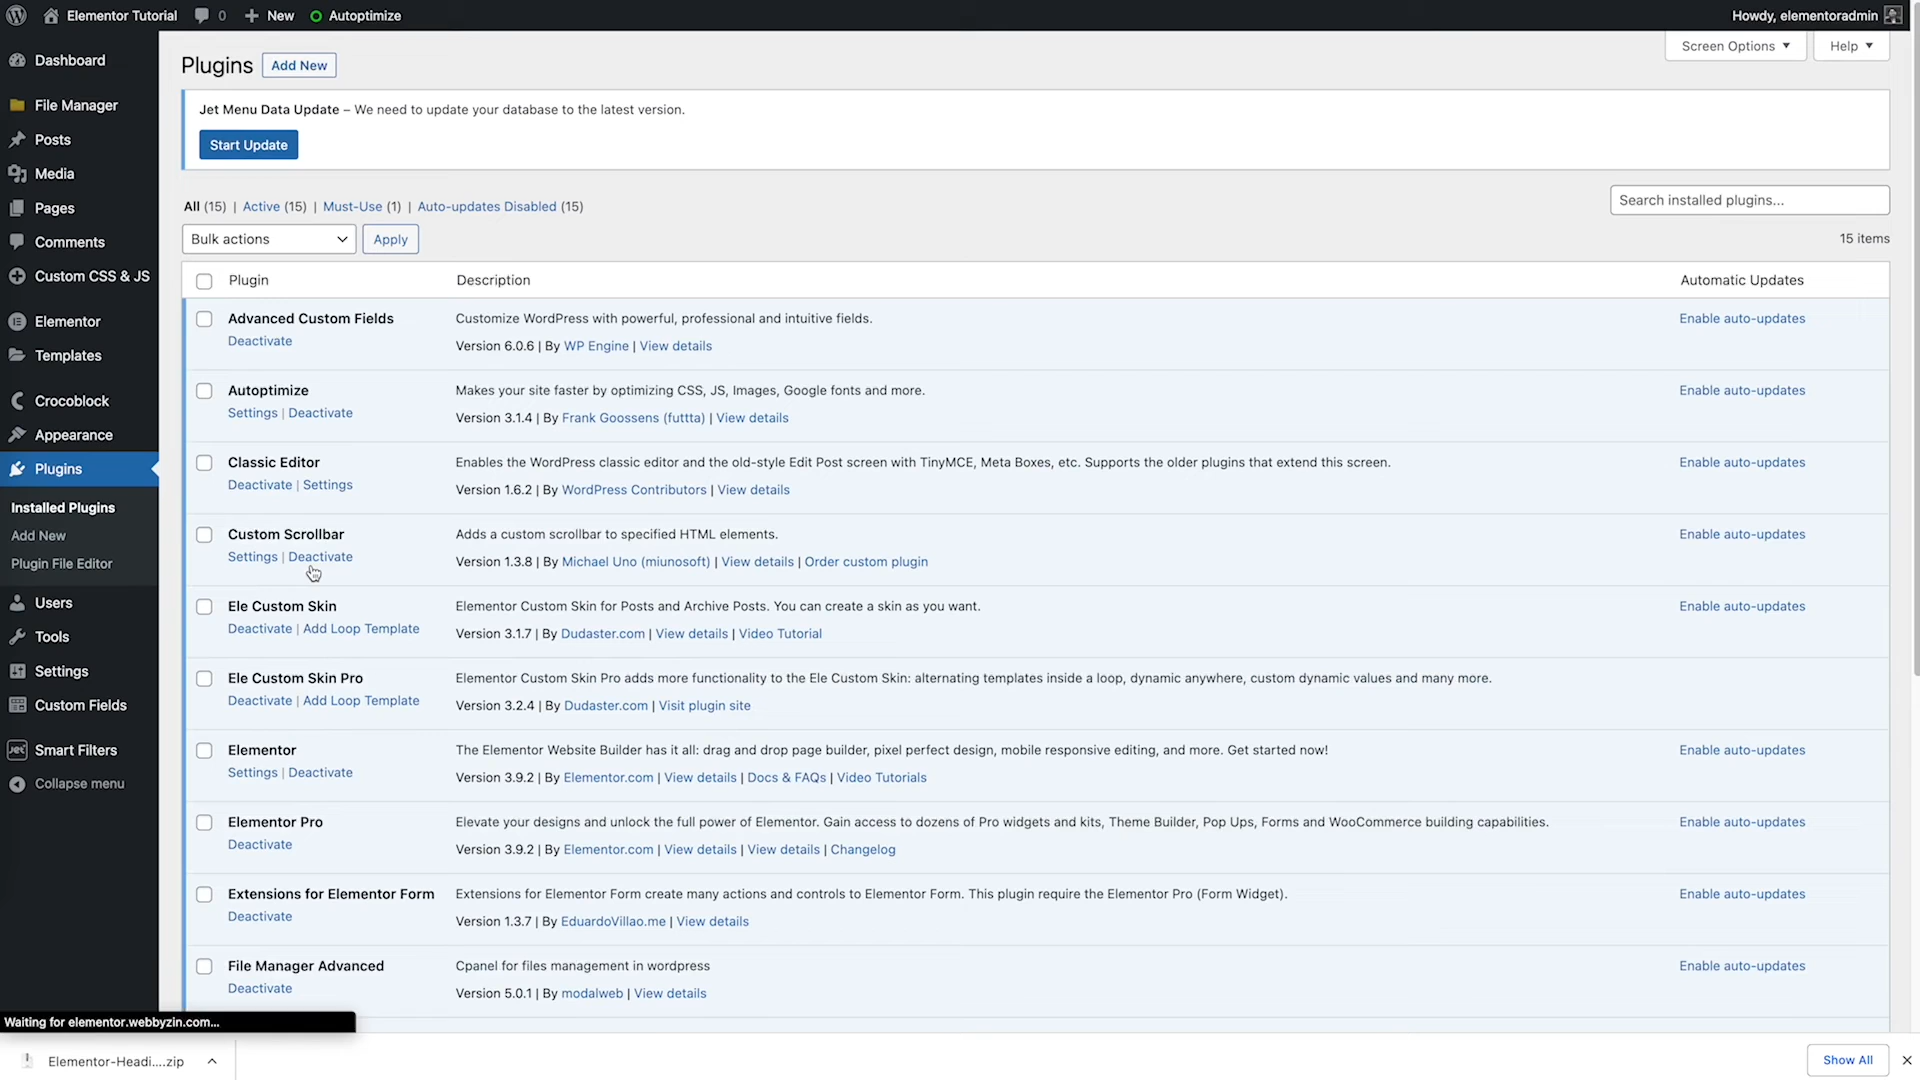 Elementor Tutorial 0 New Autoptimize Howdy, elementoradmin
Screen Options Help
Dashboard
File Manager
Posts
Media
Pages
Comments
Custom CSS & JS
Elementor
Templates
Crocoblock
Appearance
Plugins
Installed Plugins
Add New
Plugin File Editor
Users
Tools
Settings
Custom Fields
Jet Smart Filters
Collapse menu
Plugins Add New
Jet Menu Data Update – We need to update your database to the latest version.
Start Update
All (15) | Active (15) | Must-Use (1) | Auto-updates Disabled (15)
Search installed plugins...
Bulk actions Apply
15 items
Plugin Description Automatic Updates
Advanced Custom Fields Customize WordPress with powerful, professional and intuitive fields. Enable auto-updates
Deactivate
Version 6.0.6 | By WP Engine | View details
Autoptimize Makes your site faster by optimizing CSS, JS, Images, Google fonts and more. Enable auto-updates
Settings | Deactivate
Version 3.1.4 | By Frank Goossens (futtta) | View details
Classic Editor Enables the WordPress classic editor and the old-style Edit Post screen with TinyMCE, Meta Boxes, etc. Supports the older plugins that extend this screen. Enable auto-updates
Deactivate | Settings
Version 1.6.2 | By WordPress Contributors | View details
Custom Scrollbar Adds a custom scrollbar to specified HTML elements. Enable auto-updates
Settings | Deactivate
Version 1.3.8 | By Michael Uno (miunosoft) | View details | Order custom plugin
Ele Custom Skin Elementor Custom Skin for Posts and Archive Posts. You can create a skin as you want. Enable auto-updates
Deactivate | Add Loop Template
Version 3.1.7 | By Dudaster.com | View details | Video Tutorial
Ele Custom Skin Pro Elementor Custom Skin Pro adds more functionality to the Ele Custom Skin: alternating templates inside a loop, dynamic anywhere, custom dynamic values and many more.
Deactivate | Add Loop Template
Version 3.2.4 | By Dudaster.com | Visit plugin site
Elementor The Elementor Website Builder has it all: drag and drop page builder, pixel perfect design, mobile responsive editing, and more. Get started now! Enable auto-updates
Settings | Deactivate
Version 3.9.2 | By Elementor.com | View details | Docs & FAQs | Video Tutorials
Elementor Pro Elevate your designs and unlock the full power of Elementor. Gain access to dozens of Pro widgets and kits, Theme Builder, Pop Ups, Forms and WooCommerce building capabilities. Enable auto-updates
Deactivate
Version 3.9.2 | By Elementor.com | View details | View details | Changelog
Extensions for Elementor Form Extensions for Elementor Form create many actions and controls to Elementor Form. This plugin require the Elementor Pro (Form Widget). Enable auto-updates
Deactivate
Version 1.3.7 | By EduardoVillao.me | View details
File Manager Advanced Cpanel for files management in wordpress Enable auto-updates
Deactivate
Version 5.0.1 | By modalweb | View details
Waiting for elementor.webbyzin.com...
Elementor-Headi....zip Show All